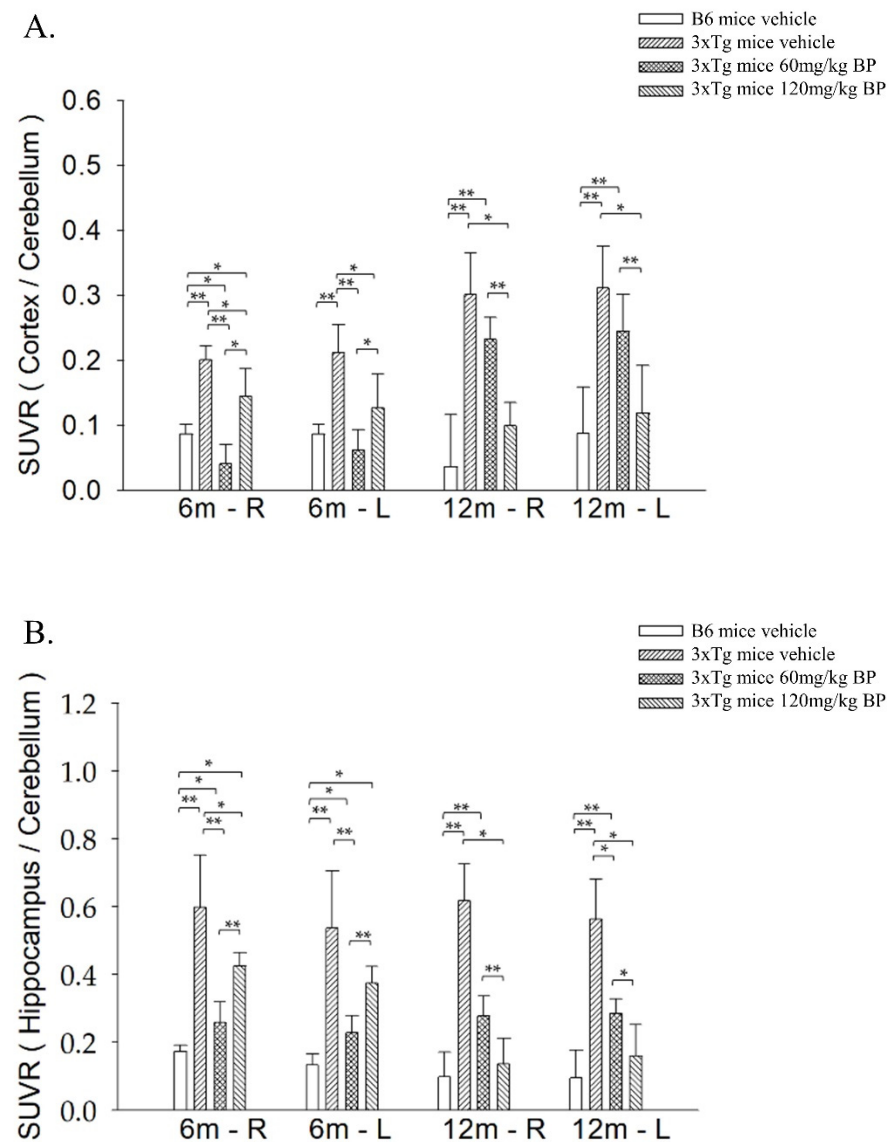 A.
B6 mice vehicle
3xTg mice vehicle
3xTg mice 60mg/kg BP
3xTg mice 120mg/kg BP
SUVR ( Cortex / Cerebellum )
0.6
0.5
0.4
0.3
0.2
0.1
0.0
** ** * **
** ** * **
* * ** * ** *
* ** ** *
6m - R 6m - L 12m - R 12m - L
B.
B6 mice vehicle
3xTg mice vehicle
3xTg mice 60mg/kg BP
3xTg mice 120mg/kg BP
SUVR ( Hippocampus / Cerebellum )
1.2
1.0
0.8
0.6
0.4
0.2
0.0
* * ** * ** **
* * ** ** **
** ** * **
** ** * * *
6m - R 6m - L 12m - R 12m - L